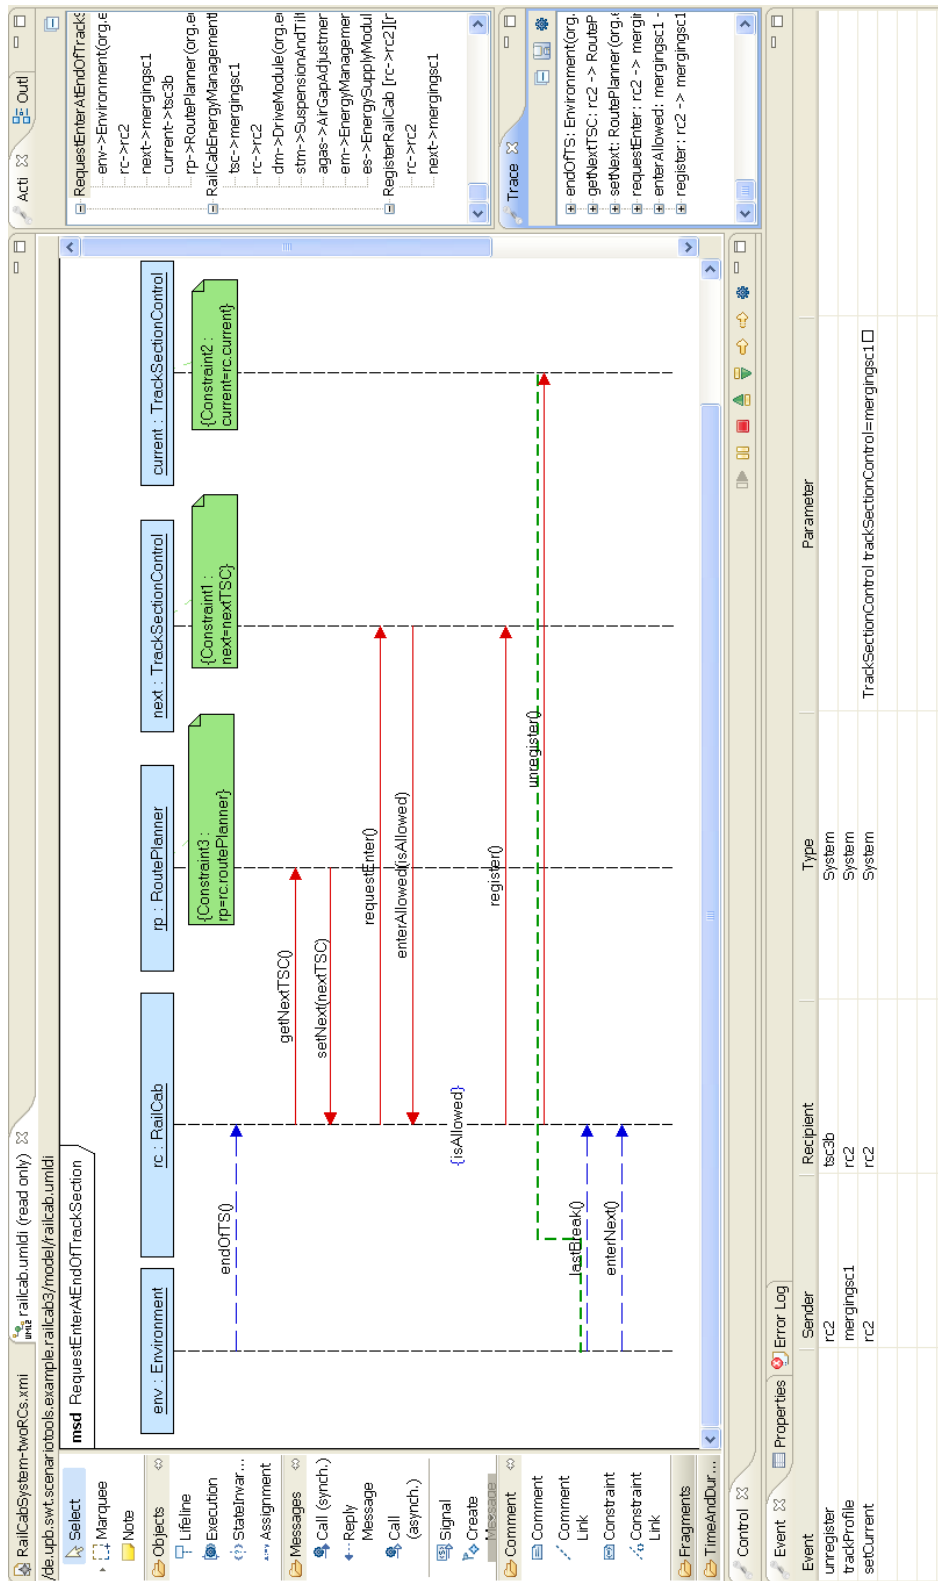 RailCabSystem-twoRCs.xmi
railcab.umldi (read only)
/de.upb.swt.scenariotools.example.railcab3/model/railcab.umldi
Select
Marquee
Note
Objects
Lifeline
Execution
StateInvar...
Assignment
Messages
Call (synch.)
Reply
Message
Call
(asynch.)
Signal
Create
Message
Comment
Comment
Comment
Link
Constraint
Constraint
Link
Fragments
TimeAndDur...
msd RequestEnterAtEndOfTrackSection
env : Environment
rc : RailCab
rp : RoutePlanner
next : TrackSectionControl
current : TrackSectionControl
{Constraint3 :
rp=rc.routePlanner}
{Constraint1 :
next=nextTSC}
{Constraint2 :
current=rc.current}
endOfTS()
getNextTSC()
setNext(nextTSC)
requestEnter()
enterAllowed(isAllowed)
{isAllowed}
register()
unregister()
lastBreak()
enterNext()
Acti
Outl
RequestEnterAtEndOfTracks
env->Environment(org.e
rc->rc2
next->mergingsc1
current->tsc3b
rp->RoutePlanner(org.e
RailCabEnergyManagement
tsc->mergingsc1
rc->rc2
dm->DriveModule(org.e
stm->SuspensionAndTilt
agas->AirGapAdjustmer
em->EnergyManagemer
es->EnergySupplyModul
RegisterRailCab [rc->rc2][r
rc->rc2
next->mergingsc1
Trace
endOfTS: Environment(org.
getNextTSC: rc2 -> RouteP
setNext: RoutePlanner(org.e
requestEnter: rc2 -> mergir
enterAllowed: mergingsc1 -
register: rc2 -> mergingsc1
Control
Event
Properties
Error Log
Event Sender Recipient Type Parameter
unregister rc2 tsc3b System
trackProfile mergingsc1 rc2 System
setCurrent rc2 rc2 System TrackSectionControl trackSectionControl=mergingsc1